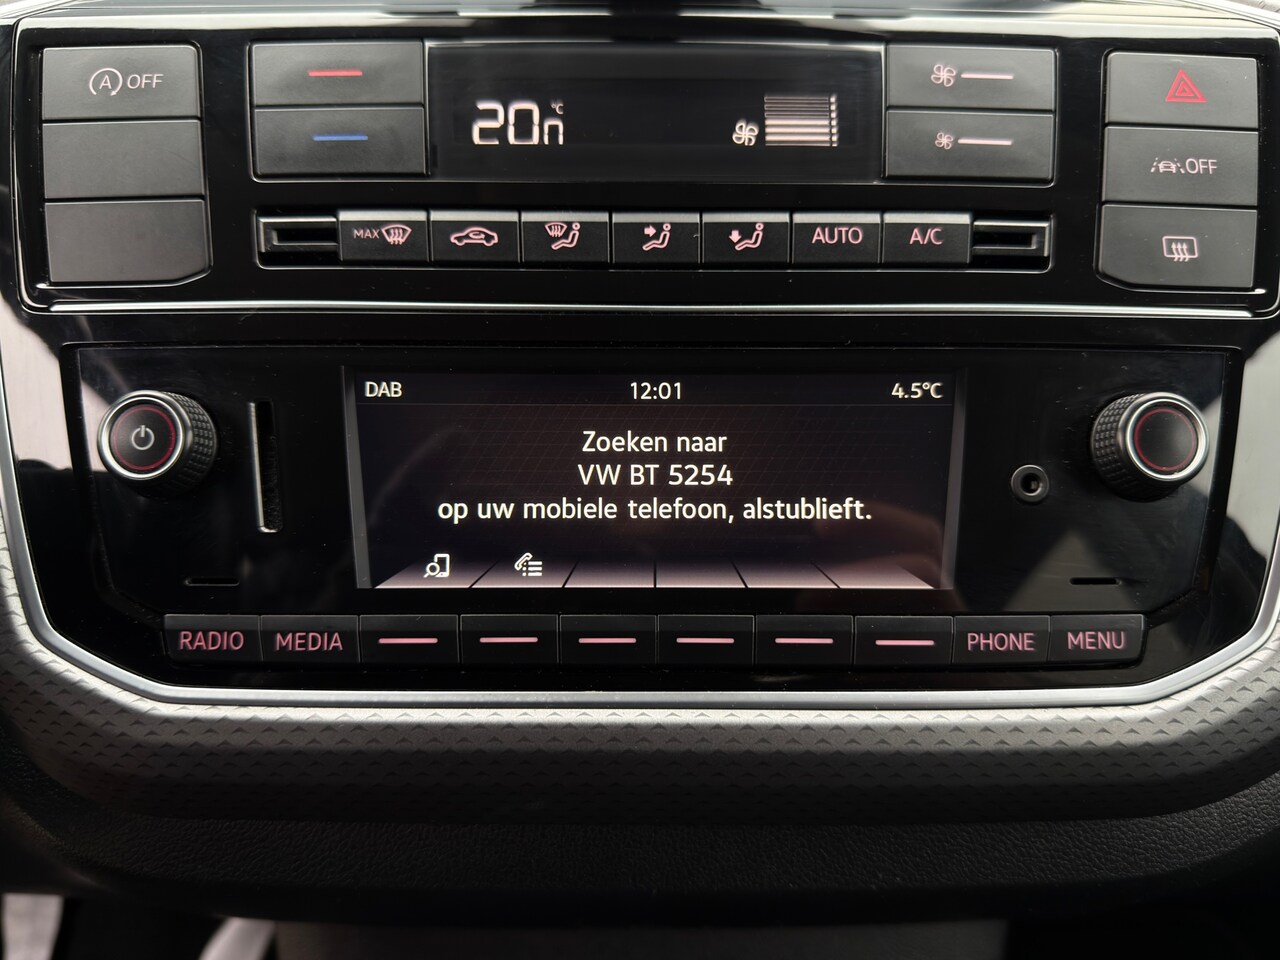 A OFF
20n °C
OFF
MAX
AUTO
A/C
DAB 12:01 4.5°C
Zoeken naar
VW BT 5254
op uw mobiele telefoon, alstublieft.
RADIO MEDIA PHONE MENU